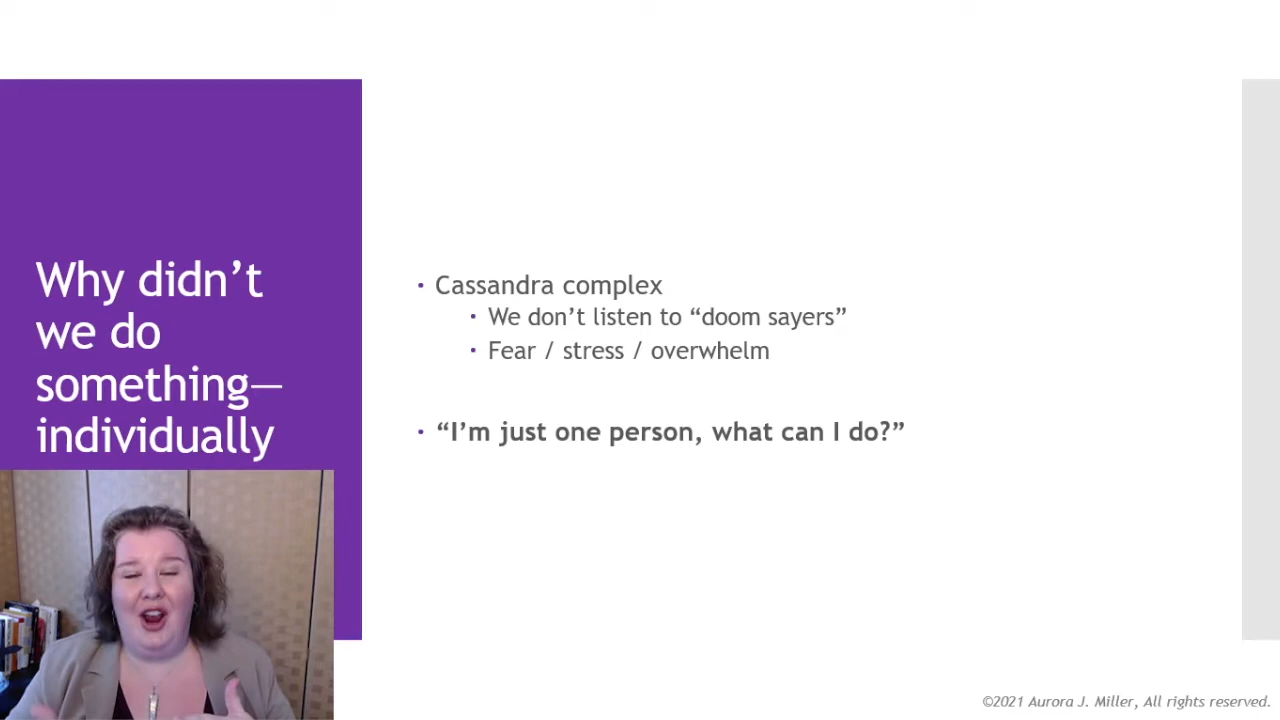 Why didn’t
we do
something—
individually
• Cassandra complex
• We don’t listen to “doom sayers”
• Fear / stress / overwhelm
• “I’m just one person, what can I do?”
©2021 Aurora J. Miller, All rights reserved.